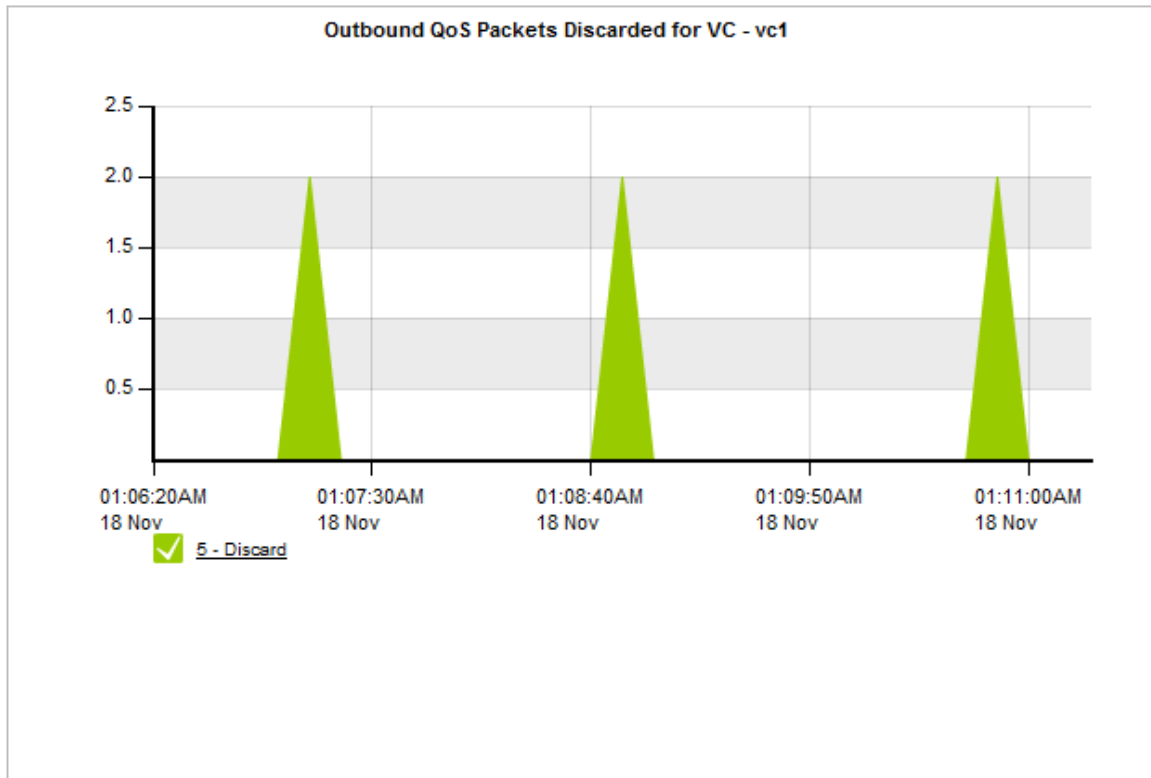 Outbound QoS Packets Discarded for VC - vc1
2.5
2.0
1.5
1.0
0.5
01:06:20AM 01:07:30AM 01:08:40AM 01:09:50AM 01:11:00AM
18 Nov 18 Nov 18 Nov 18 Nov 18 Nov
5 - Discard